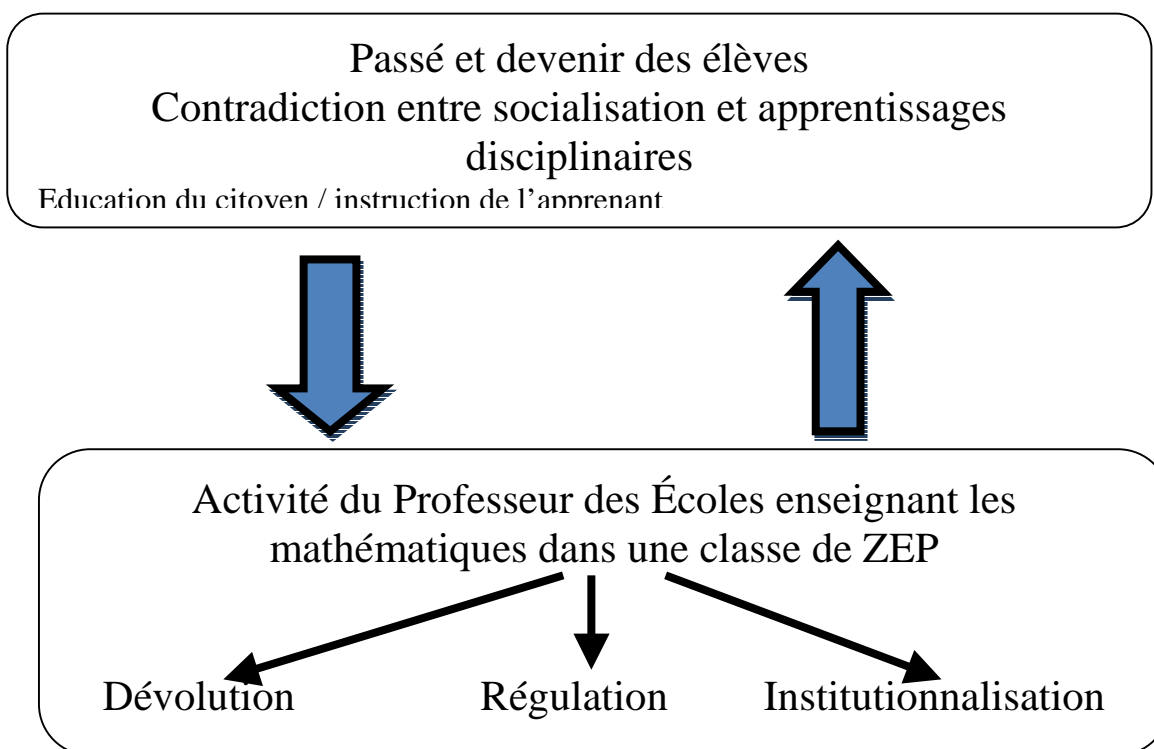 Passé et devenir des élèves
Contradiction entre socialisation et apprentissages
disciplinaires
Education du citoyen / instruction de l’apprenant
Activité du Professeur des Écoles enseignant les
mathématiques dans une classe de ZEP
Dévolution Régulation Institutionnalisation